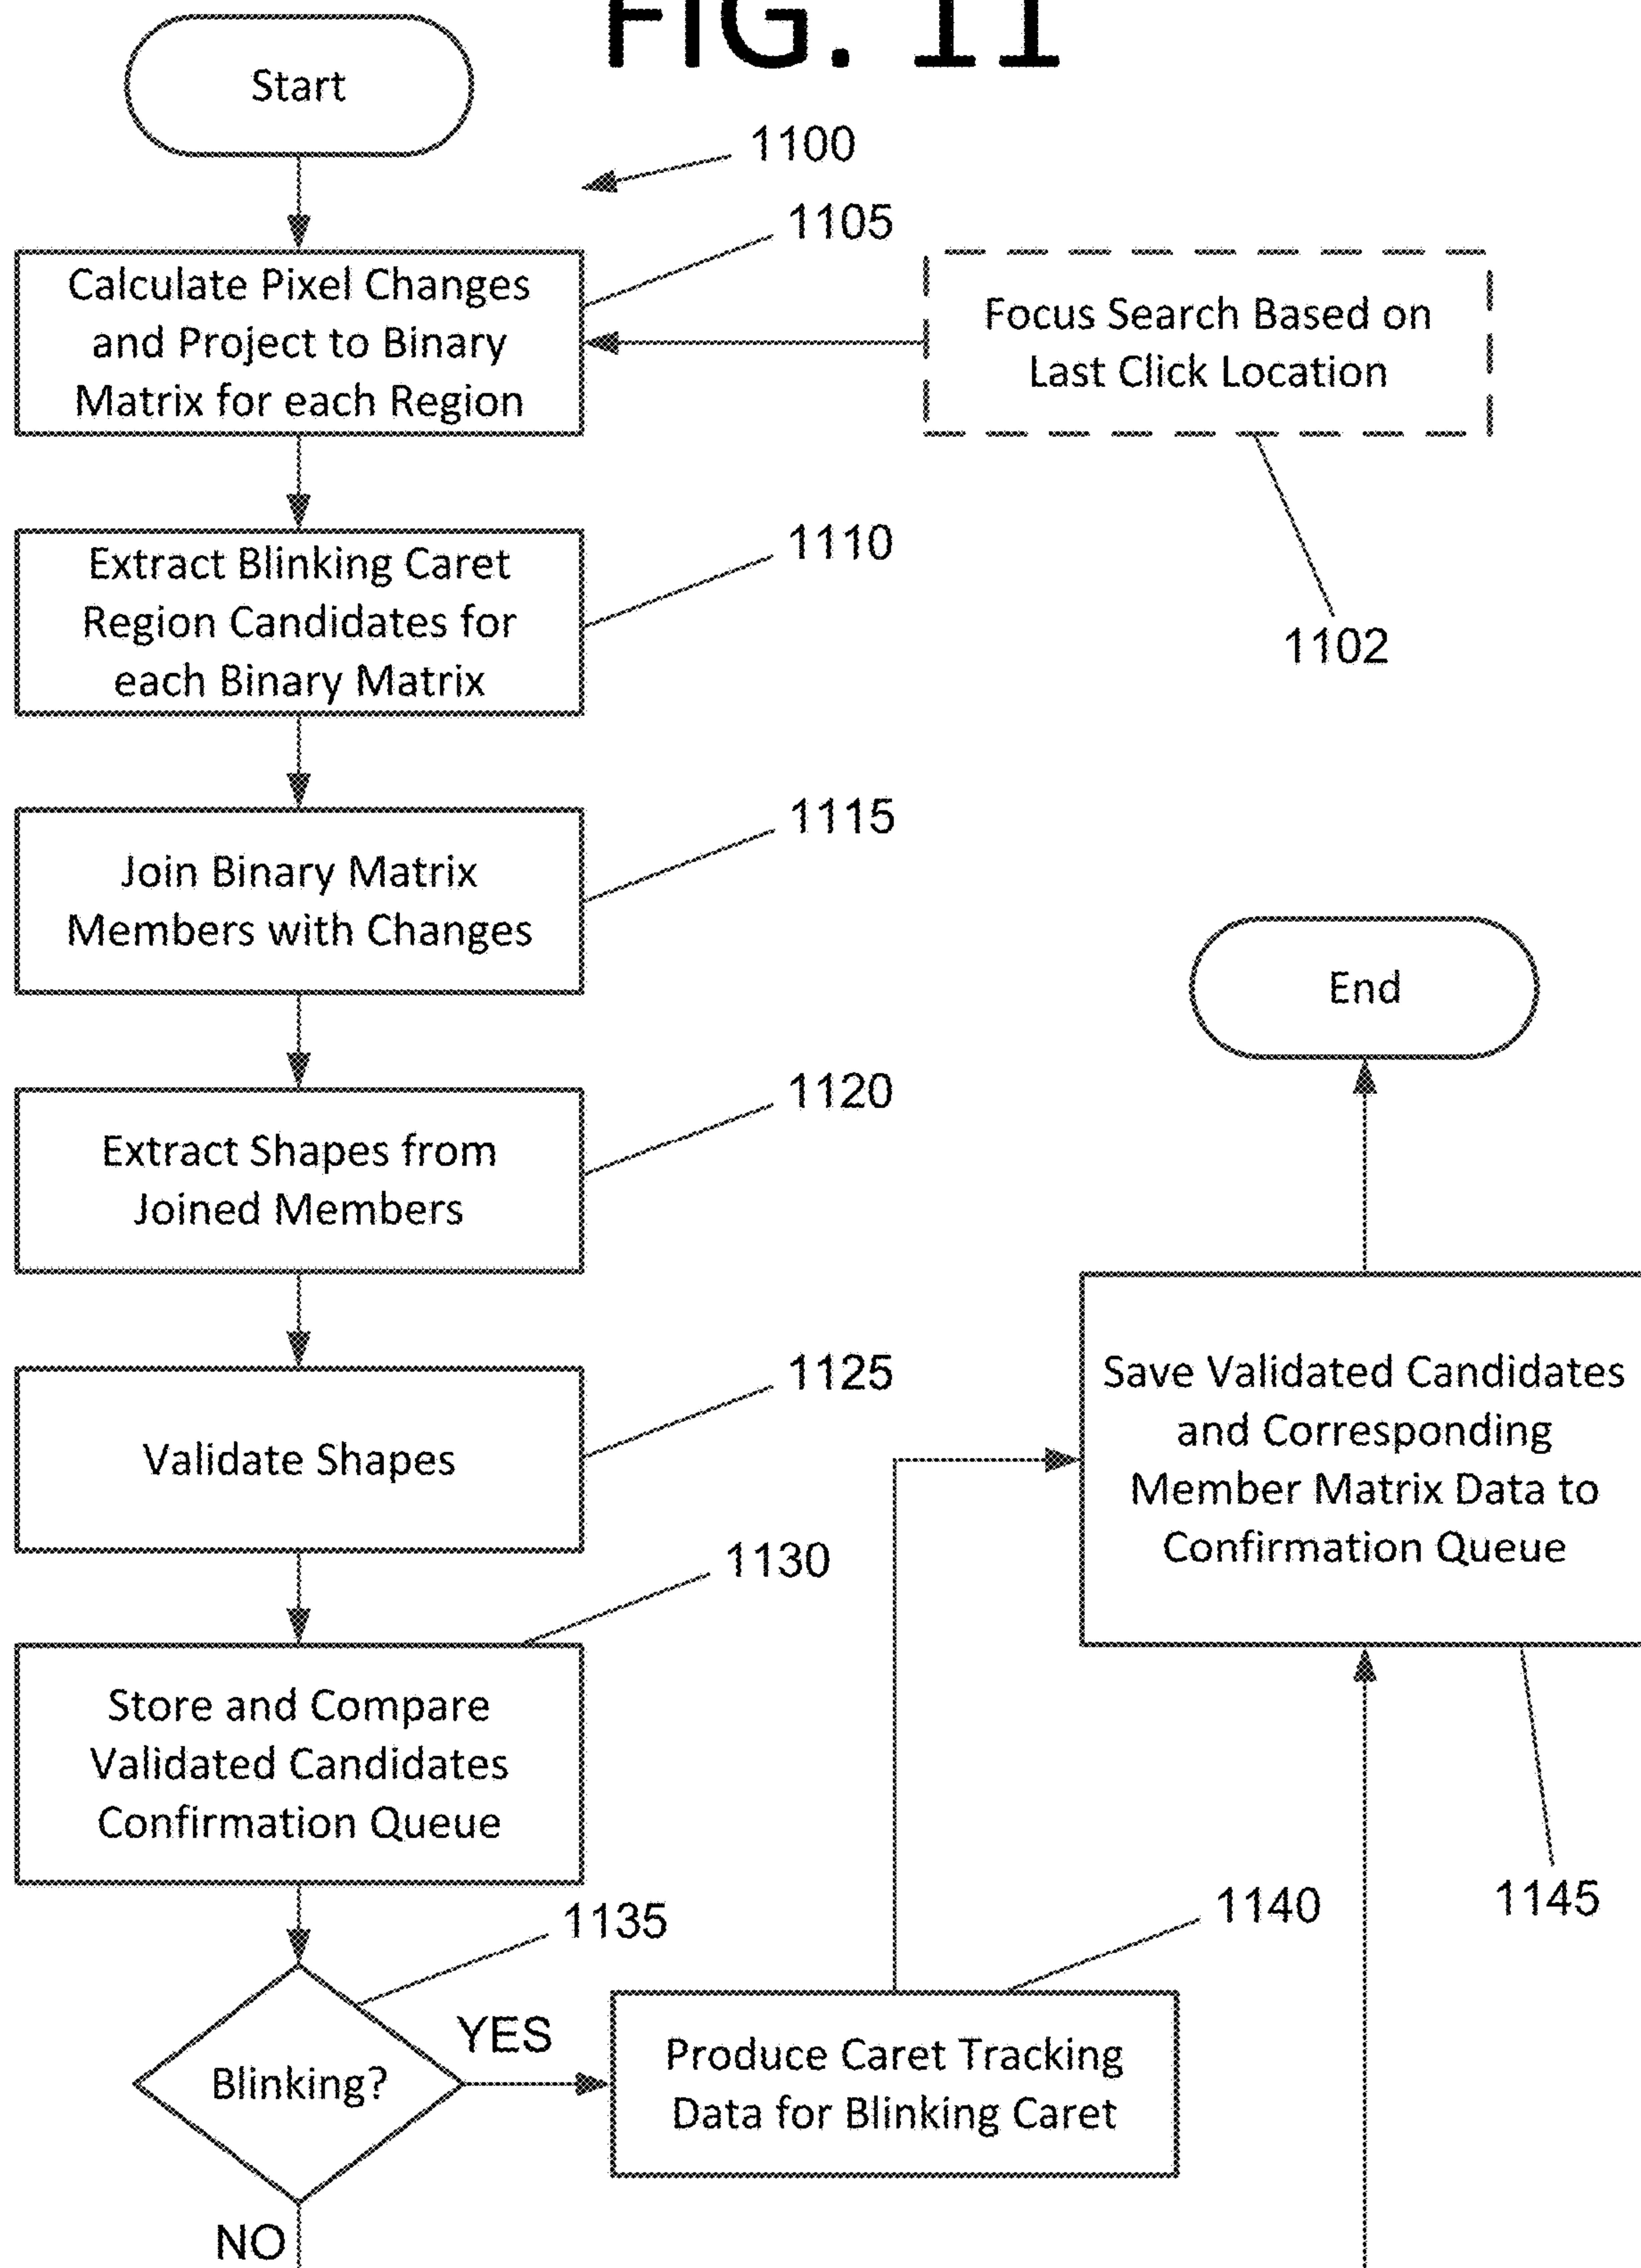 FIG. 11
Start
1100
1105
Calculate Pixel Changes
and Project to Binary
Matrix for each Region
Focus Search Based on
Last Click Location
1102
1110
Extract Blinking Caret
Region Candidates for
each Binary Matrix
1115
Join Binary Matrix
Members with Changes
1120
Extract Shapes from
Joined Members
1125
Validate Shapes
1130
Store and Compare
Validated Candidates
Confirmation Queue
1135
Blinking?
YES
NO
1140
Produce Caret Tracking
Data for Blinking Caret
End
Save Validated Candidates
and Corresponding
Member Matrix Data to
Confirmation Queue
1145